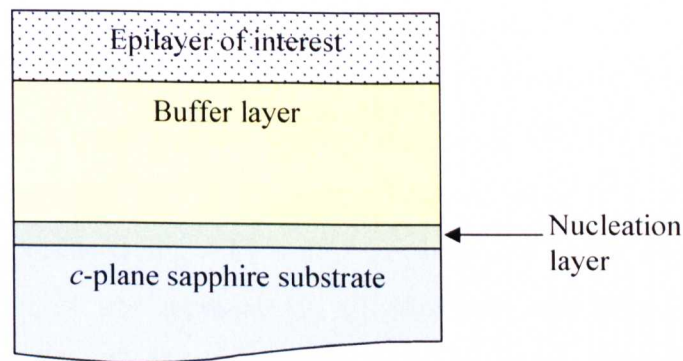 Epilayer of interest
Buffer layer
Nucleation
layer
c-plane sapphire substrate